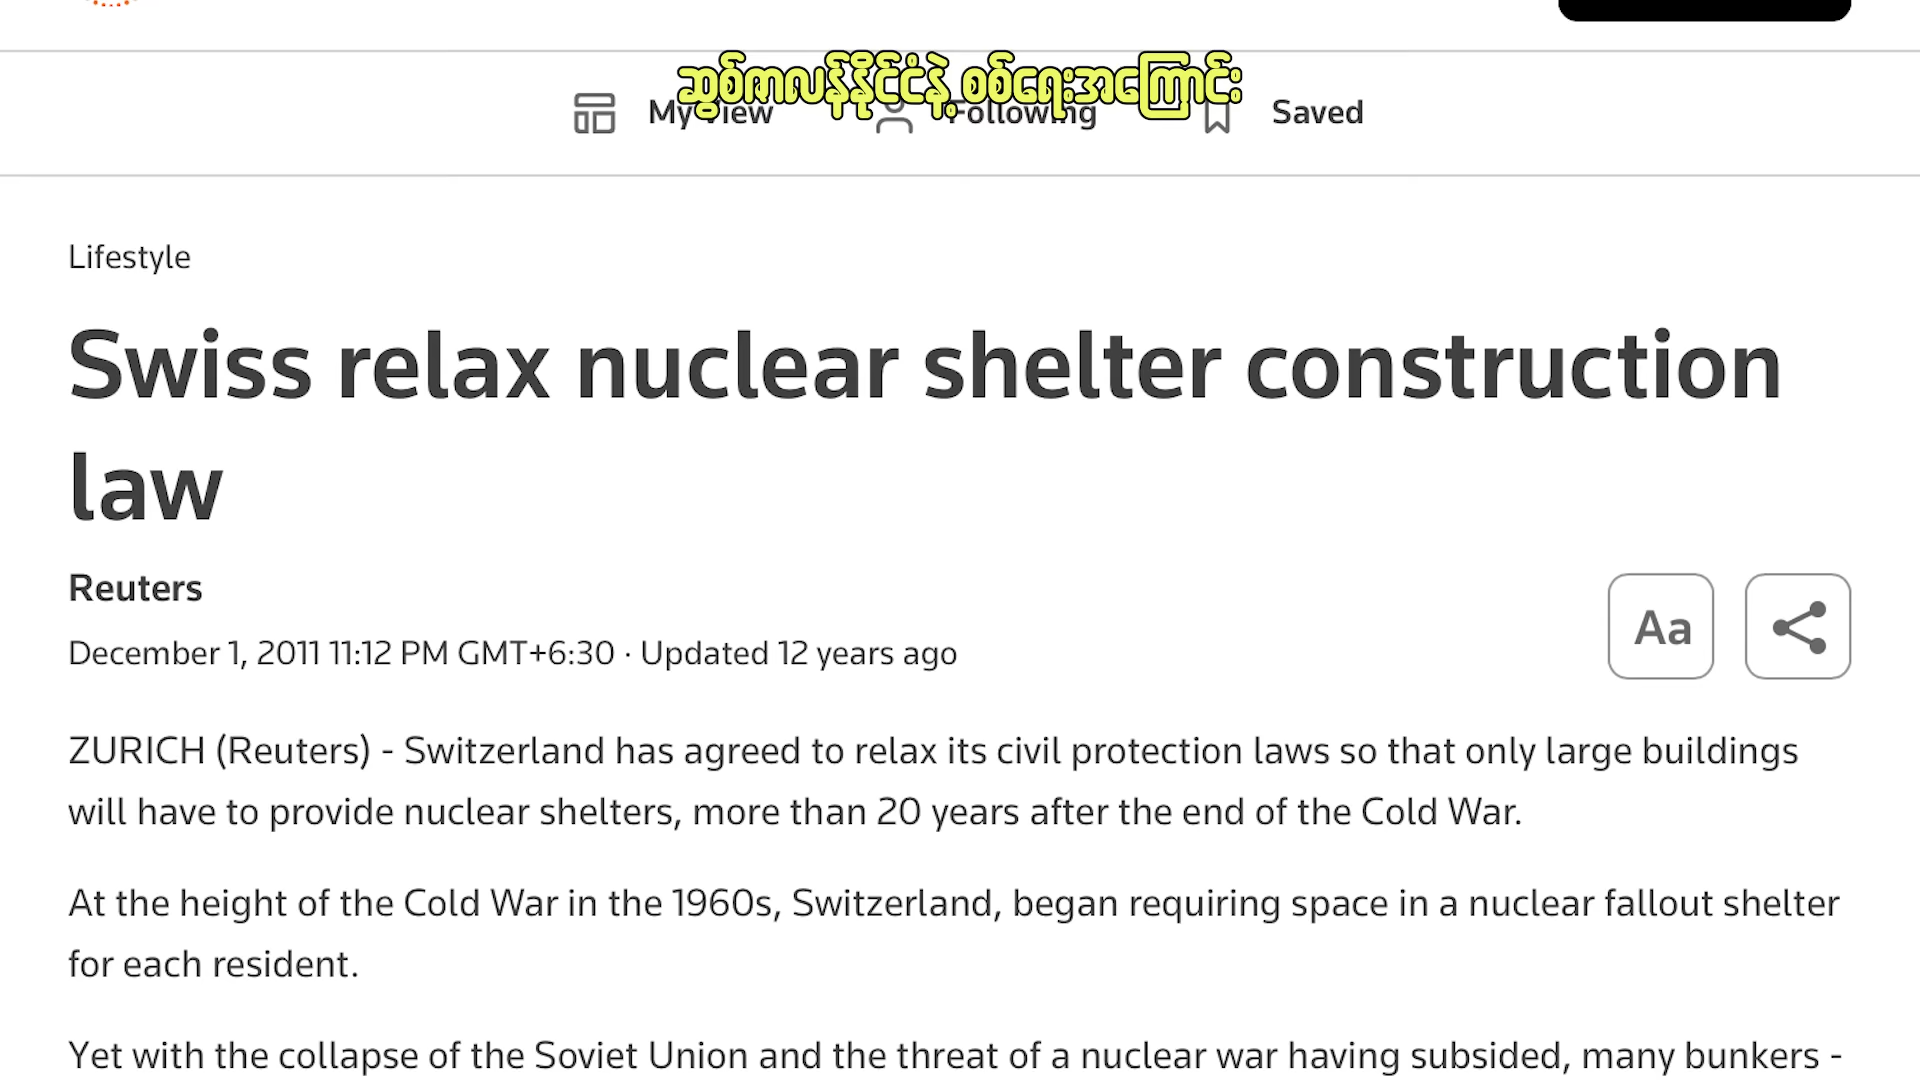 ဆွစ်ဇာလန်နိုင်ငံနဲ့ စစ်ရေးအကြောင်း
My View Following Saved
Lifestyle
Swiss relax nuclear shelter construction
law
Reuters
December 1, 2011 11:12 PM GMT+6:30 · Updated 12 years ago
Aa
ZURICH (Reuters) - Switzerland has agreed to relax its civil protection laws so that only large buildings
will have to provide nuclear shelters, more than 20 years after the end of the Cold War.
At the height of the Cold War in the 1960s, Switzerland, began requiring space in a nuclear fallout shelter
for each resident.
Yet with the collapse of the Soviet Union and the threat of a nuclear war having subsided, many bunkers -